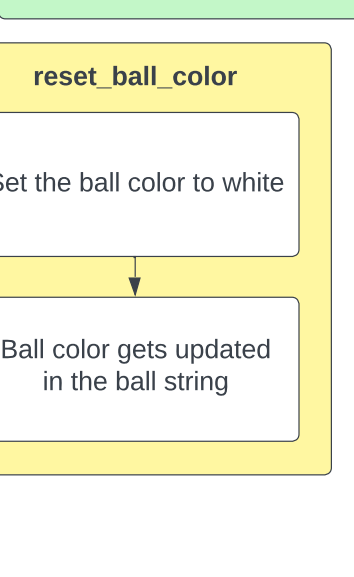 reset_ball_color
Set the ball color to white
Ball color gets updated
in the ball string